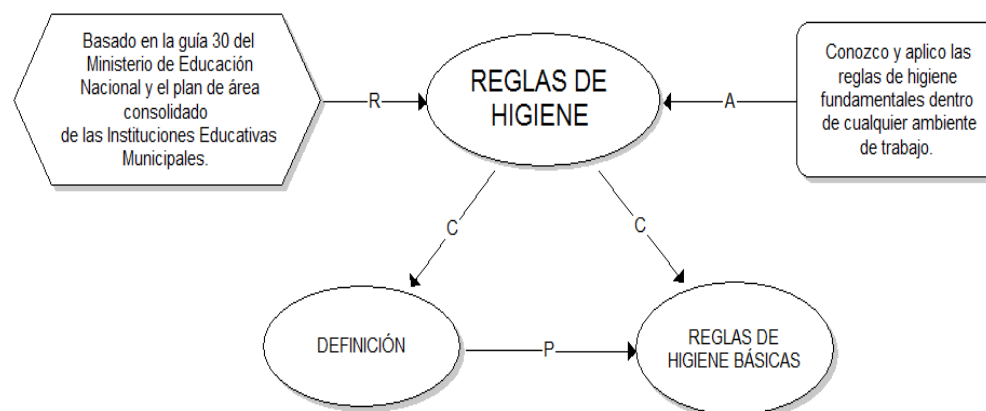 Basado en la guía 30 del
Ministerio de Educación
Nacional y el plan de área
consolidado
de las Instituciones Educativas
Municipales.
R
REGLAS DE
HIGIENE
A
Conozco y aplico las
reglas de higiene
fundamentales dentro
de cualquier ambiente
de trabajo.
C
C
DEFINICIÓN
P
REGLAS DE
HIGIENE BÁSICAS